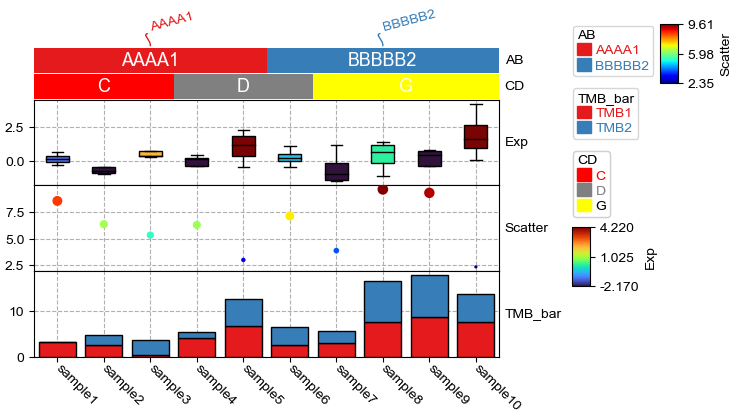 AAAA1
BBBBB2
AAAA1
BBBBB2
AB
C
D
G
CD
2.5
0.0
Exp
7.5
5.0
2.5
Scatter
10
0
TMB_bar
sample1
sample2
sample3
sample4
sample5
sample6
sample7
sample8
sample9
sample10
AB
AAAA1
BBBBB2
TMB_bar
TMB1
TMB2
CD
C
D
G
4.220
1.025
-2.170
Exp
9.61
5.98
2.35
Scatter